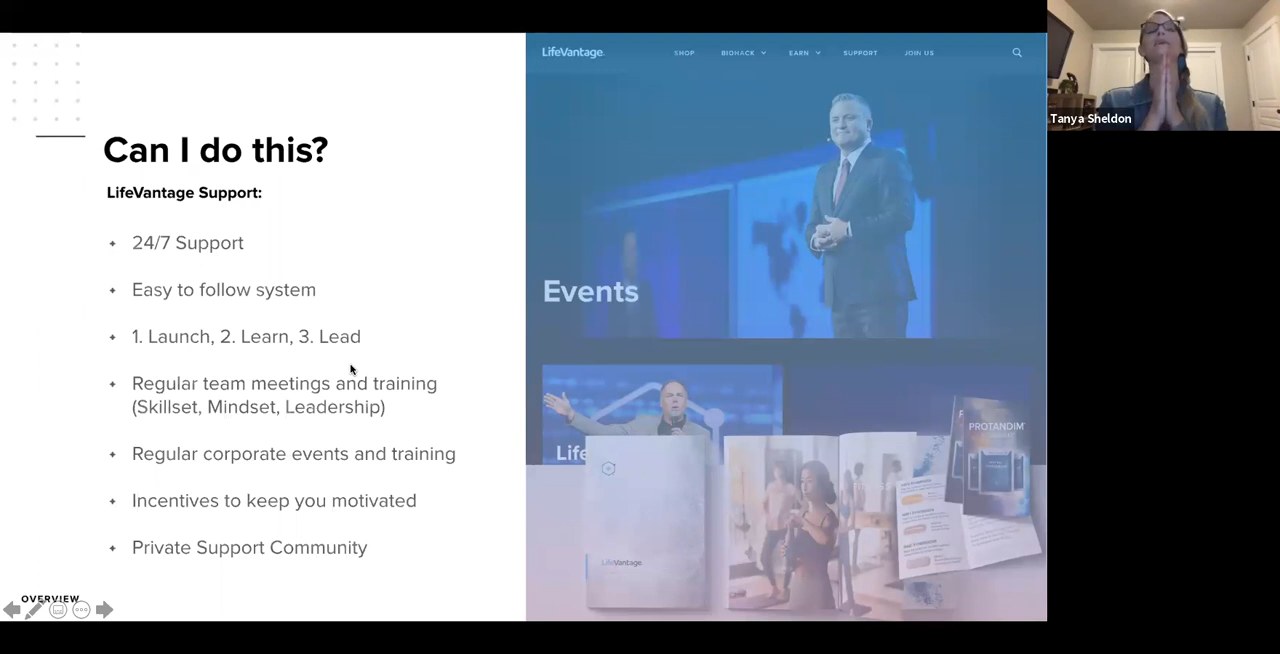 Can I do this?
LifeVantage Support:
24/7 Support
Easy to follow system
1. Launch, 2. Learn, 3. Lead
Regular team meetings and training
(Skillset, Mindset, Leadership)
Regular corporate events and training
Incentives to keep you motivated
Private Support Community
OVERVIEW
LifeVantage
SHOP BIOHACK EARN SUPPORT JOIN US
Events
Life
LifeVantage
PROTANDIM
Tanya Sheldon